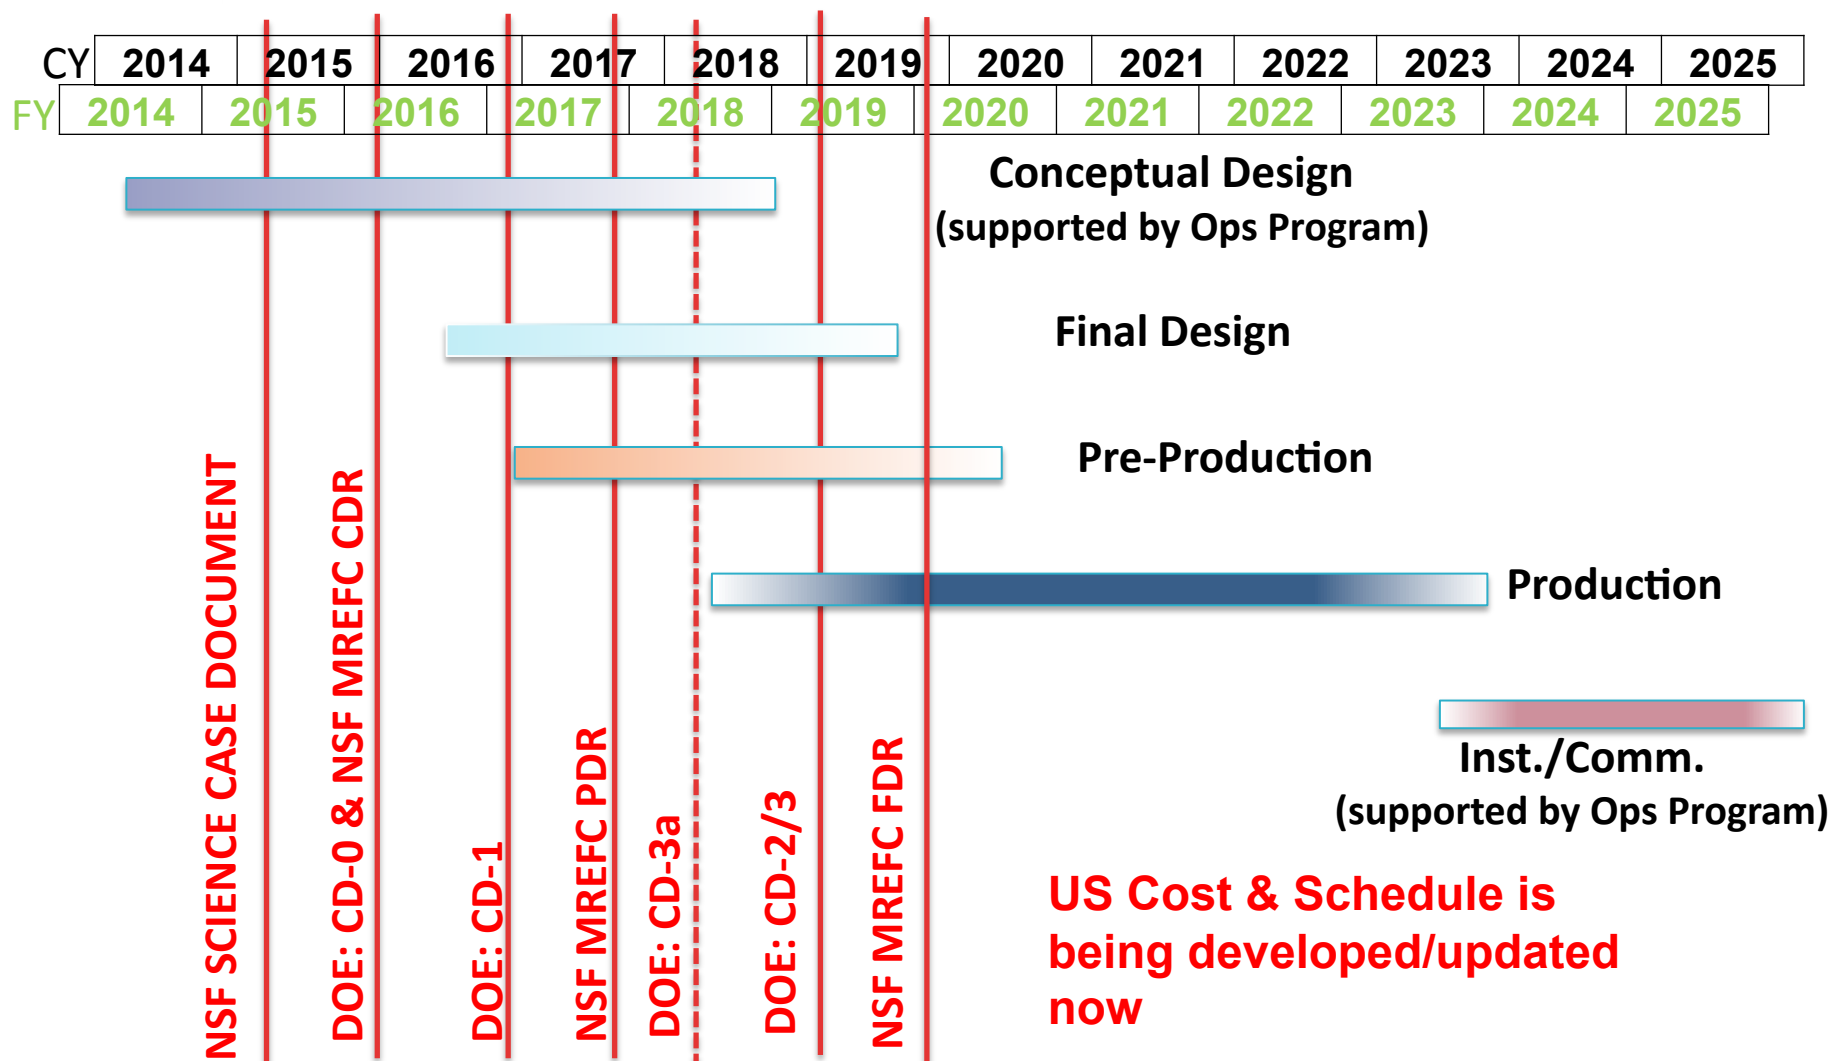 CY 2014 2015 2016 2017 2018 2019 2020 2021 2022 2023 2024 2025
FY 2014 2015 2016 2017 2018 2019 2020 2021 2022 2023 2024 2025
Conceptual Design
(supported by Ops Program)
Final Design
Pre-Production
Production
Inst./Comm.
(supported by Ops Program)
NSF SCIENCE CASE DOCUMENT
DOE: CD-0 & NSF MREFC CDR
DOE: CD-1
NSF MREFC PDR
DOE: CD-3a
DOE: CD-2/3
NSF MREFC FDR
US Cost & Schedule is
being developed/updated
now